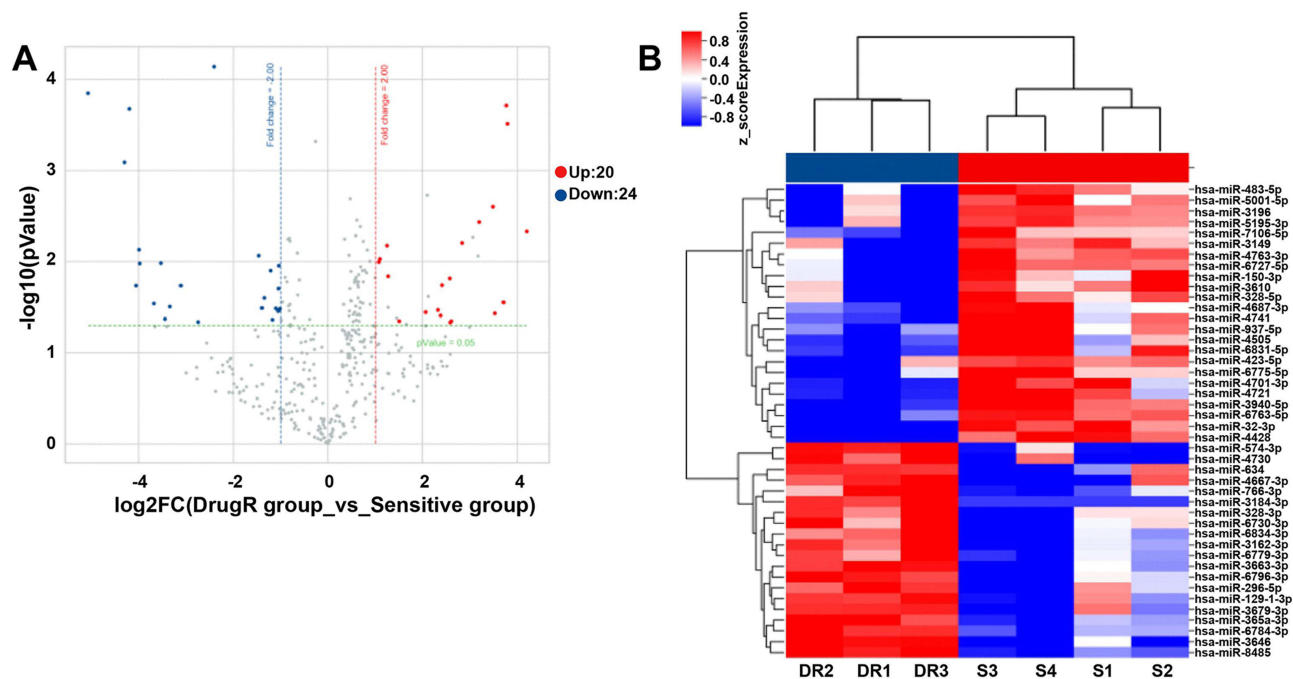 A
4
3
2
1
0
-log10(pValue)
Fold change = -2.00
Fold change = 2.00
pValue = 0.05
-4
-2
0
2
4
log2FC(DrugR group_vs_Sensitive group)
Up:20
Down:24
B
0.8
0.4
0.0
-0.4
-0.8
z_scoreExpression
hsa-miR-483-5p
hsa-miR-5001-5p
hsa-miR-3196
hsa-miR-5195-3p
hsa-miR-7106-5p
hsa-miR-3149
hsa-miR-4763-3p
hsa-miR-6727-5p
hsa-miR-150-3p
hsa-miR-3610
hsa-miR-328-5p
hsa-miR-4687-3p
hsa-miR-4741
hsa-miR-937-5p
hsa-miR-4505
hsa-miR-6831-5p
hsa-miR-423-5p
hsa-miR-6775-5p
hsa-miR-4701-3p
hsa-miR-4721
hsa-miR-3940-5p
hsa-miR-6763-5p
hsa-miR-32-3p
hsa-miR-4428
hsa-miR-574-3p
hsa-miR-4730
hsa-miR-634
hsa-miR-4667-3p
hsa-miR-766-3p
hsa-miR-3184-3p
hsa-miR-328-3p
hsa-miR-6730-3p
hsa-miR-6834-3p
hsa-miR-3162-3p
hsa-miR-6779-3p
hsa-miR-3663-3p
hsa-miR-6796-3p
hsa-miR-296-5p
hsa-miR-129-1-3p
hsa-miR-3679-3p
hsa-miR-365a-3p
hsa-miR-6784-3p
hsa-miR-3646
hsa-miR-8485
DR2 DR1 DR3 S3 S4 S1 S2